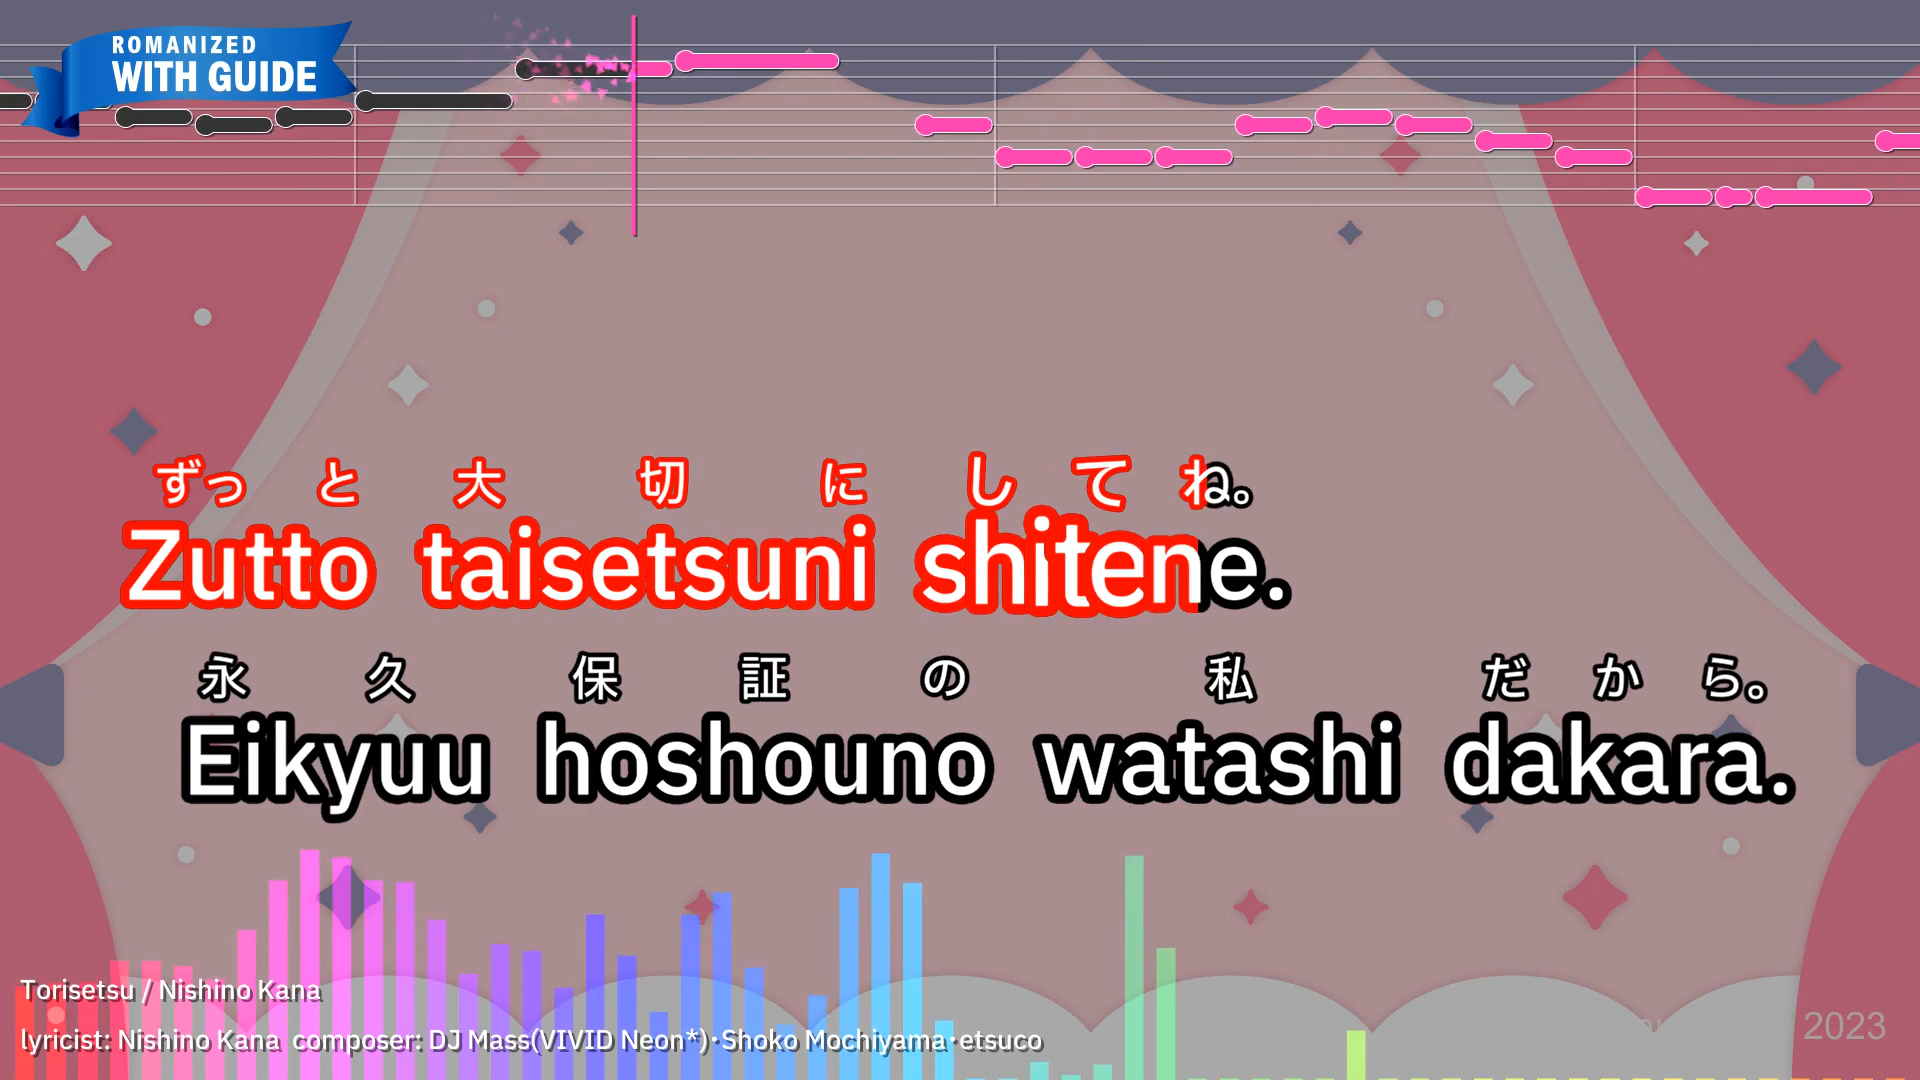 ROMANIZED
WITH GUIDE
ずっと大切にしてね。
Zutto taisetsuni shitene.
永久保証の私だから。
Eikyuu hoshouno watashi dakara.
Torisetsu / Nishino Kana
lyricist: Nishino Kana composer: DJ Mass(VIVID Neon*)・Shoko Mochiyama・etsuco
2023